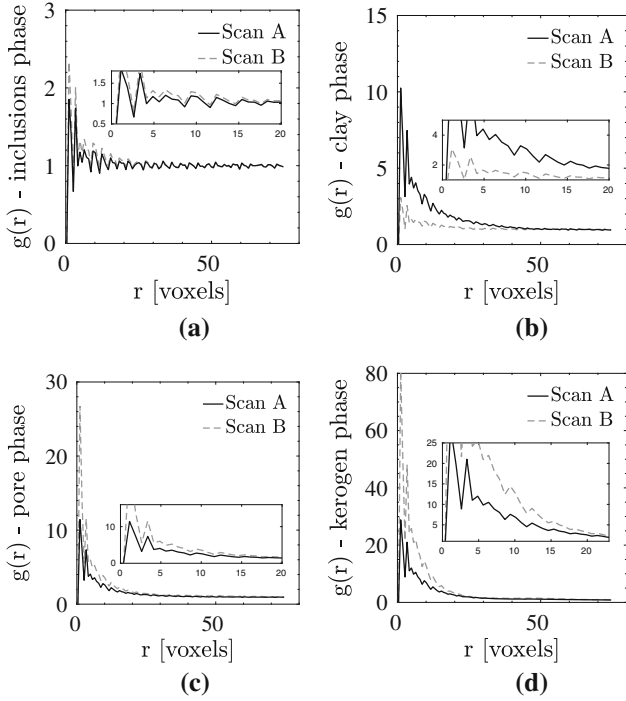 3
2
1
0
g(r) - inclusions phase
Scan A
Scan B
1.5
1
0.5
0 5 10 15 20
0 50
r [voxels]
(a)
15
10
5
0
g(r) - clay phase
Scan A
Scan B
4
2
0 5 10 15 20
0 50
r [voxels]
(b)
30
20
10
0
g(r) - pore phase
Scan A
Scan B
10
0
0 5 10 15 20
0 50
r [voxels]
(c)
80
60
40
20
0
g(r) - kerogen phase
Scan A
Scan B
25
20
15
10
5
0 5 10 15 20
0 50
r [voxels]
(d)